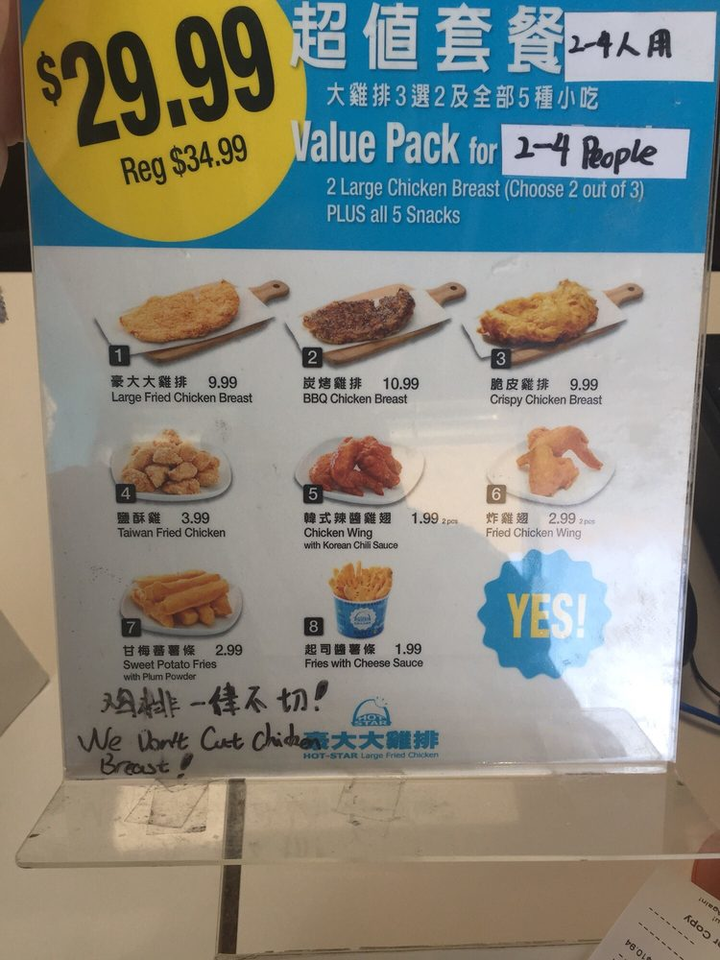 $29.99
Reg $34.99
超值套餐 2-4人用
大雞排3選2及全部5種小吃
Value Pack for 2-4 People
2 Large Chicken Breast (Choose 2 out of 3)
PLUS all 5 Snacks
1
豪大大雞排 9.99
Large Fried Chicken Breast
2
炭烤雞排 10.99
BBQ Chicken Breast
3
脆皮雞排 9.99
Crispy Chicken Breast
4
鹽酥雞 3.99
Taiwan Fried Chicken
5
韓式辣醬雞翅 1.99 2pcs
Chicken Wing
with Korean Chili Sauce
6
炸雞翅 2.99 2pcs
Fried Chicken Wing
7
甘梅蕃薯條 2.99
Sweet Potato Fries
with Plum Powder
8
起司醬薯條 1.99
Fries with Cheese Sauce
YES!
鸡排一律不切!
We Don't Cut Chicken
Breast!
HOT
STAR
豪大大雞排
HOT-STAR Large Fried Chicken
Copy
$10.94